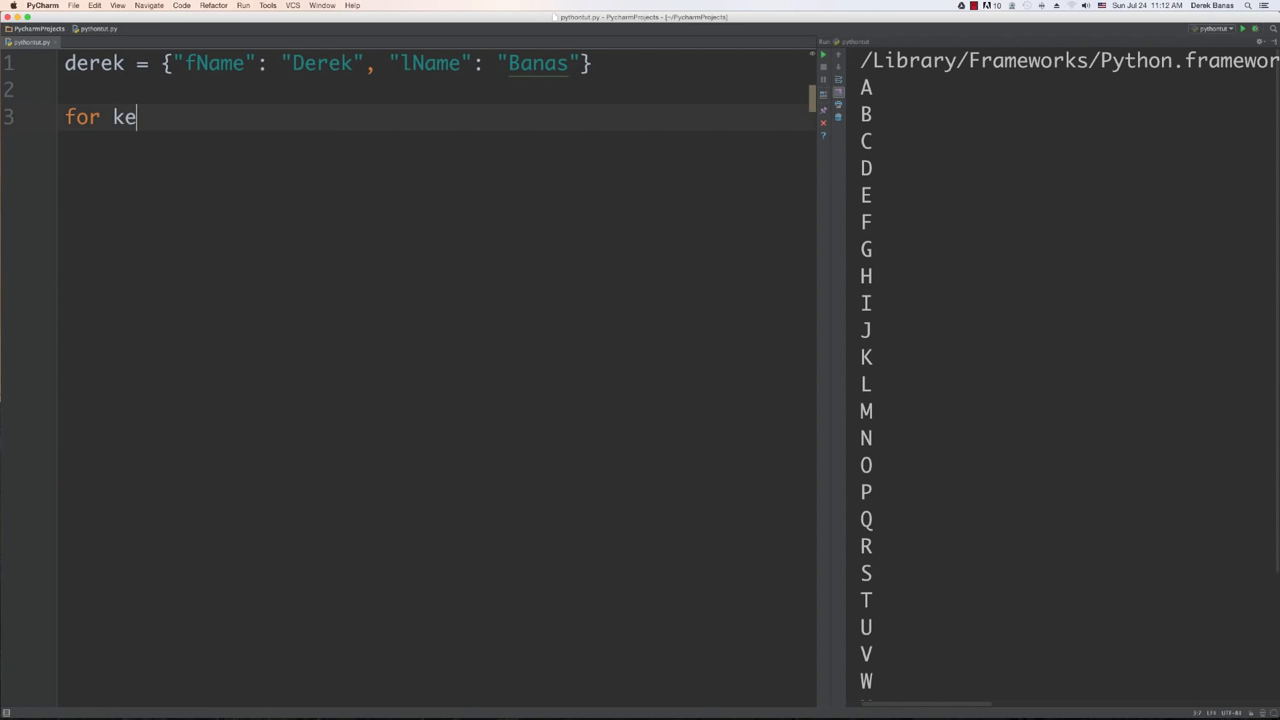 PyCharm File Edit View Navigate Code Refactor Run Tools VCS Window Help 10 Sun Jul 24 11:12 AM Derek Banas
pythontut.py - PycharmProjects - [~/PycharmProjects]
PycharmProjects pythontut.py pythontut
pythontut.py Run: pythontut
1 derek = {"fName": "Derek", "lName": "Banas"}
2
3 for ke
/Library/Frameworks/Python.framewor
A
B
C
D
E
F
G
H
I
J
K
L
M
N
O
P
Q
R
S
T
U
V
W
3:7 LF÷ UTF-8÷